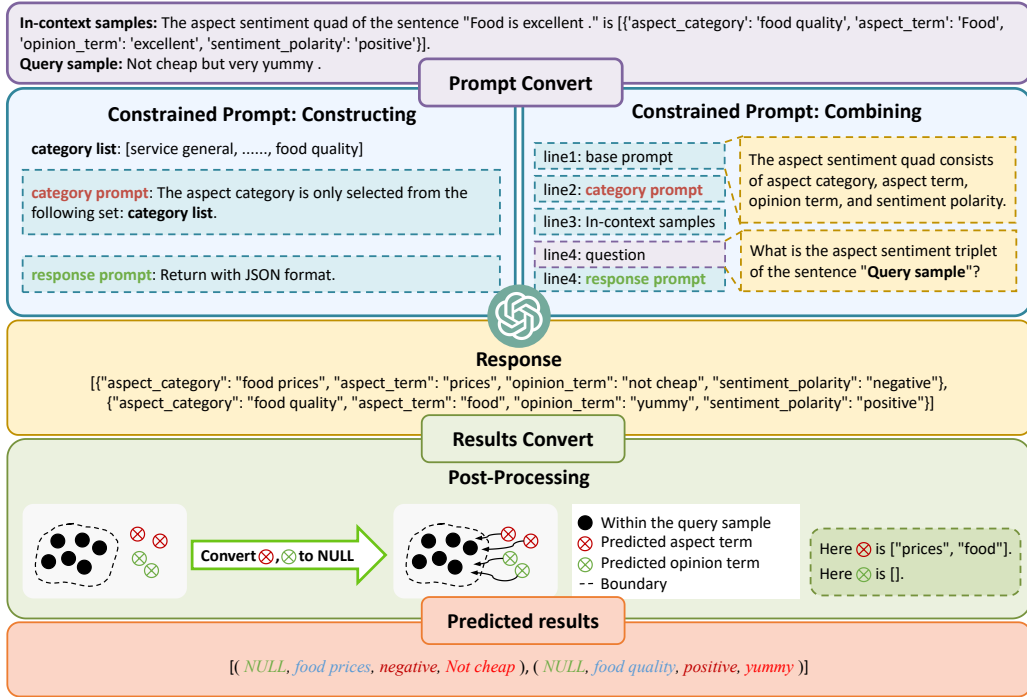 In-context samples: The aspect sentiment quad of the sentence "Food is excellent ." is [{'aspect_category': 'food quality', 'aspect_term': 'Food',
'opinion_term': 'excellent', 'sentiment_polarity': 'positive'}].
Query sample: Not cheap but very yummy .
Prompt Convert
Constrained Prompt: Constructing
category list: [service general, ......, food quality]
category prompt: The aspect category is only selected from the
following set: category list.
response prompt: Return with JSON format.
Constrained Prompt: Combining
line1: base prompt
line2: category prompt
line3: In-context samples
line4: question
line4: response prompt
The aspect sentiment quad consists
of aspect category, aspect term,
opinion term, and sentiment polarity.
What is the aspect sentiment triplet
of the sentence "Query sample"?
Response
[{"aspect_category": "food prices", "aspect_term": "prices", "opinion_term": "not cheap", "sentiment_polarity": "negative"},
{"aspect_category": "food quality", "aspect_term": "food", "opinion_term": "yummy", "sentiment_polarity": "positive"}]
Results Convert
Post-Processing
Convert ⊗, ⊗ to NULL
Within the query sample
Predicted aspect term
Predicted opinion term
Boundary
Here ⊗ is ["prices", "food"].
Here ⊗ is [].
Predicted results
[( NULL, food prices, negative, Not cheap ), ( NULL, food quality, positive, yummy )]